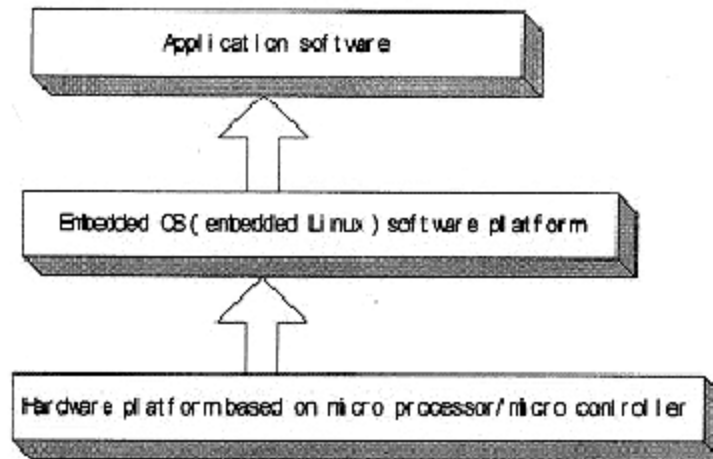 Application software
Embedded OS( embedded Linux) software platform
Hardware platform based on micro processor/micro controller